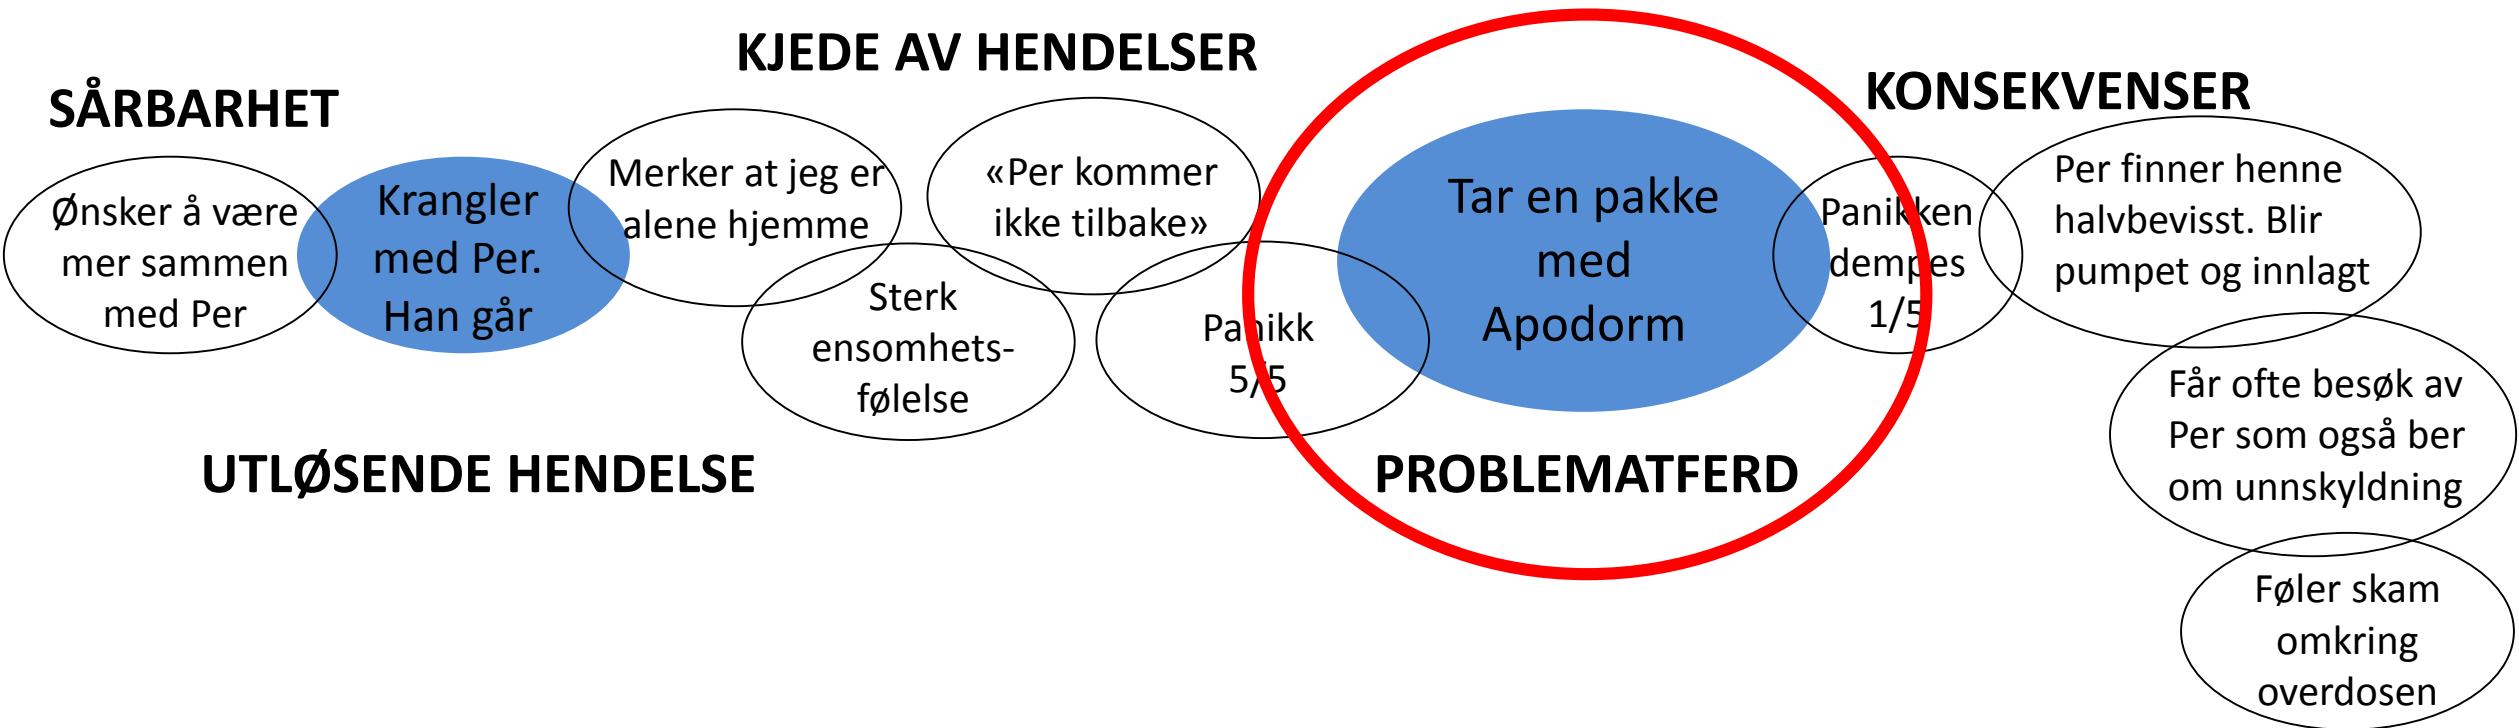 KJEDE AV HENDELSER
SÅRBARHET
KONSEKVENSER
Ønsker å være
mer sammen
med Per
Krangler
med Per.
Han går
Merker at jeg er
alene hjemme
Sterk
ensomhets-
følelse
«Per kommer
ikke tilbake»
Panikk
5/5
Tar en pakke
med
Apodorm
Panikken
dempes
1/5
Per finner henne
halvbevisst. Blir
pumpet og innlagt
Får ofte besøk av
Per som også ber
om unnskyldning
Føler skam
omkring
overdosen
UTLØSENDE HENDELSE
PROBLEMATFERD